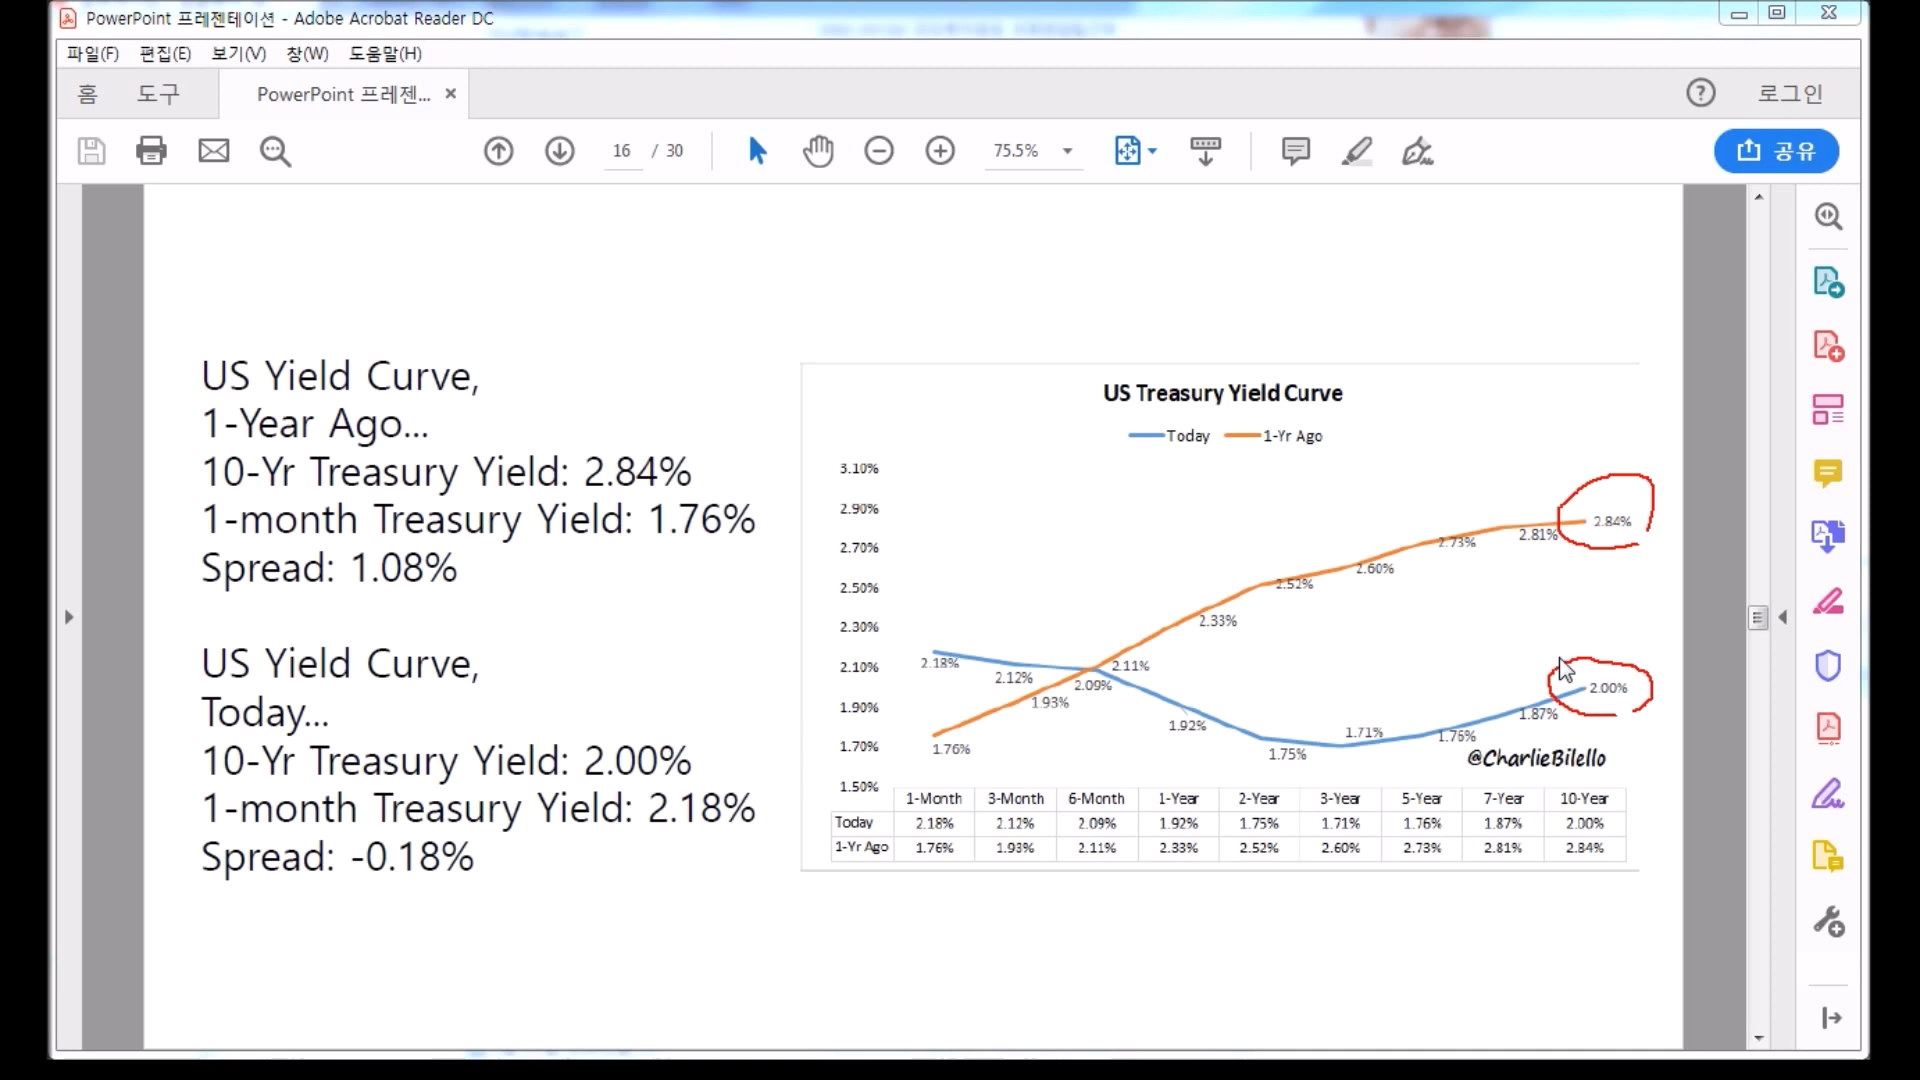 PowerPoint 프레젠테이션 - Adobe Acrobat Reader DC
파일(F) 편집(E) 보기(V) 창(W) 도움말(H)
홈 도구 PowerPoint 프레젠... × 로그인
16 / 30 75.5% 공유
US Yield Curve,
1-Year Ago...
10-Yr Treasury Yield: 2.84%
1-month Treasury Yield: 1.76%
Spread: 1.08%
US Yield Curve,
Today...
10-Yr Treasury Yield: 2.00%
1-month Treasury Yield: 2.18%
Spread: -0.18%
US Treasury Yield Curve
Today 1-Yr Ago
3.10%
2.90%
2.70%
2.50%
2.30%
2.10%
1.90%
1.70%
1.50%
2.84%
2.81%
2.73%
2.60%
2.52%
2.33%
2.11%
1.93%
1.76%
2.18%
2.12%
2.09%
1.92%
1.75%
1.71%
1.76%
1.87%
2.00%
@CharlieBilello
1-Month 3-Month 6-Month 1-Year 2-Year 3-Year 5-Year 7-Year 10-Year
Today 2.18% 2.12% 2.09% 1.92% 1.75% 1.71% 1.76% 1.87% 2.00%
1-Yr Ago 1.76% 1.93% 2.11% 2.33% 2.52% 2.60% 2.73% 2.81% 2.84%